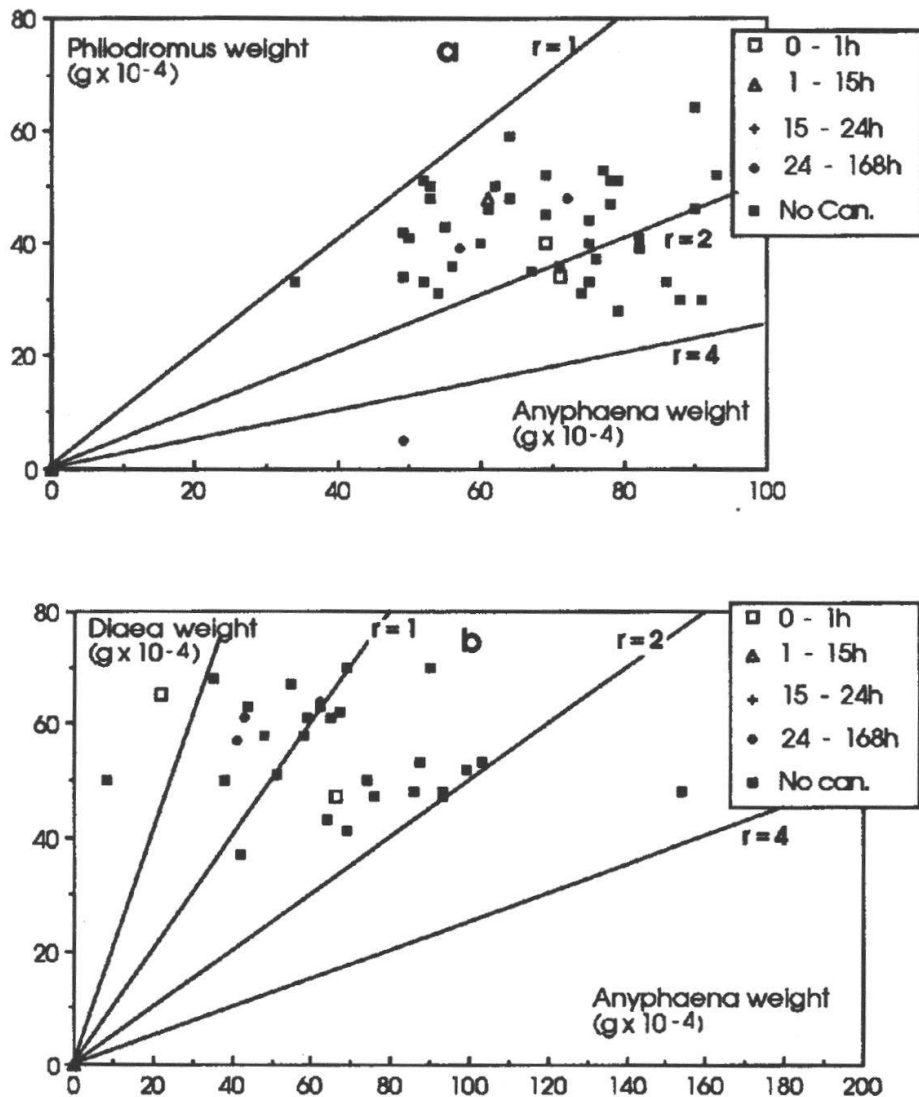 80
60
40
20
0
Philodromus weight
(g x 10-4)
a
r = 1
r = 2
r = 4
Anyphaena weight
(g x 10-4)
0 20 40 60 80 100
0 - 1h
1 - 15h
15 - 24h
24 - 168h
No Can.
80
60
40
20
0
Diaea weight
(g x 10-4)
r = 1
b
r = 2
r = 4
Anyphaena weight
(g x 10-4)
0 20 40 60 80 100 120 140 160 180 200
0 - 1h
1 - 15h
15 - 24h
24 - 168h
No can.